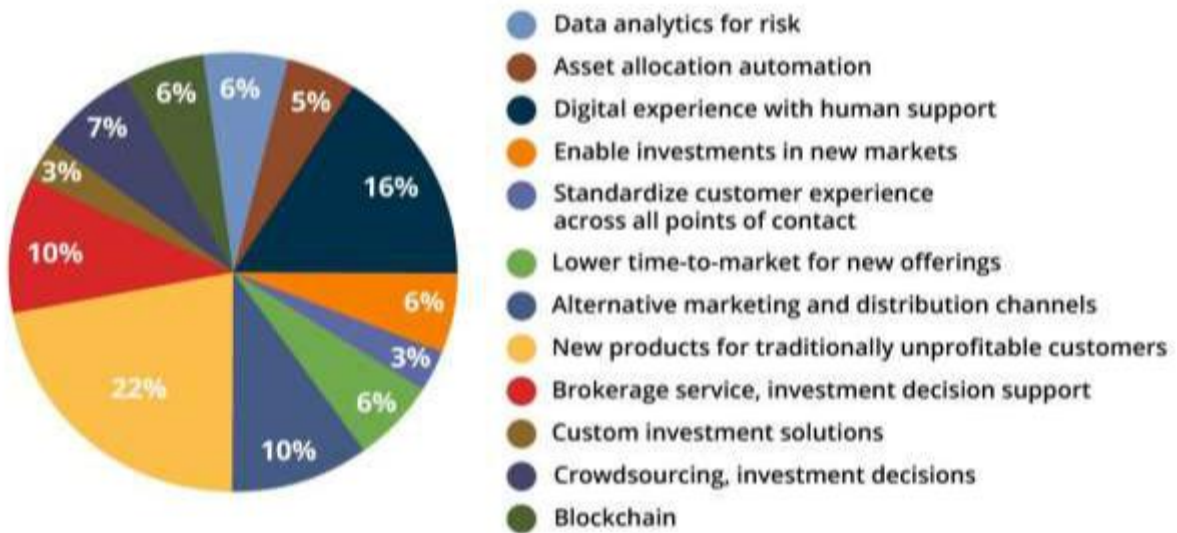 6%
6%
5%
7%
16%
3%
10%
6%
3%
22%
6%
10%
Data analytics for risk
Asset allocation automation
Digital experience with human support
Enable investments in new markets
Standardize customer experience
across all points of contact
Lower time-to-market for new offerings
Alternative marketing and distribution channels
New products for traditionally unprofitable customers
Brokerage service, investment decision support
Custom investment solutions
Crowdsourcing, investment decisions
Blockchain